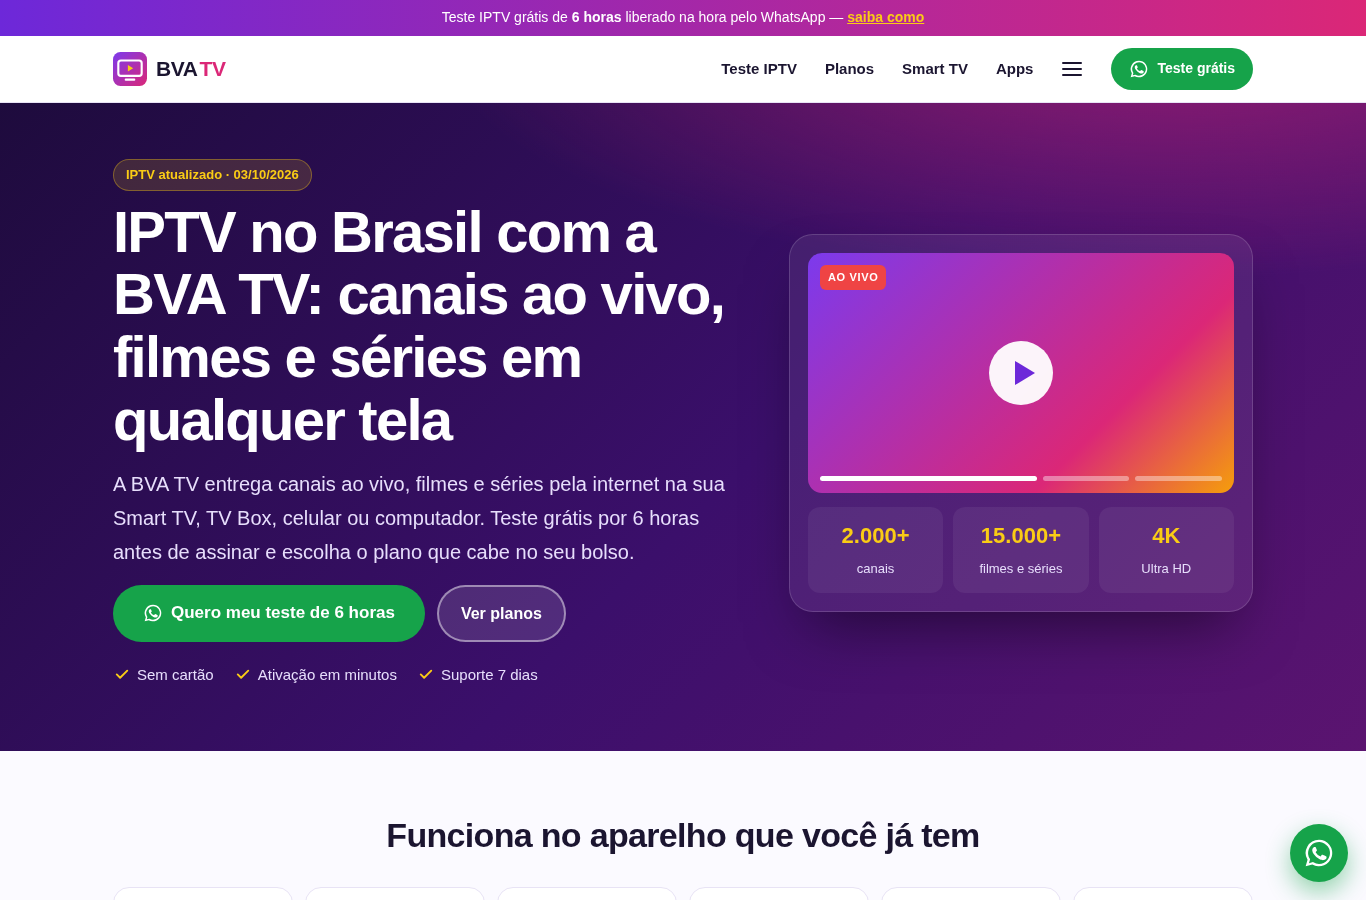 Teste IPTV grátis de 6 horas liberado na hora pelo WhatsApp — saiba como
BVA TV
Teste IPTV
Planos
Smart TV
Apps
Teste grátis
IPTV atualizado · 03/10/2026
IPTV no Brasil com a
BVA TV: canais ao vivo,
filmes e séries em
qualquer tela
A BVA TV entrega canais ao vivo, filmes e séries pela internet na sua
Smart TV, TV Box, celular ou computador. Teste grátis por 6 horas
antes de assinar e escolha o plano que cabe no seu bolso.
Quero meu teste de 6 horas
Ver planos
Sem cartão
Ativação em minutos
Suporte 7 dias
AO VIVO
2.000+
canais
15.000+
filmes e séries
4K
Ultra HD
Funciona no aparelho que você já tem